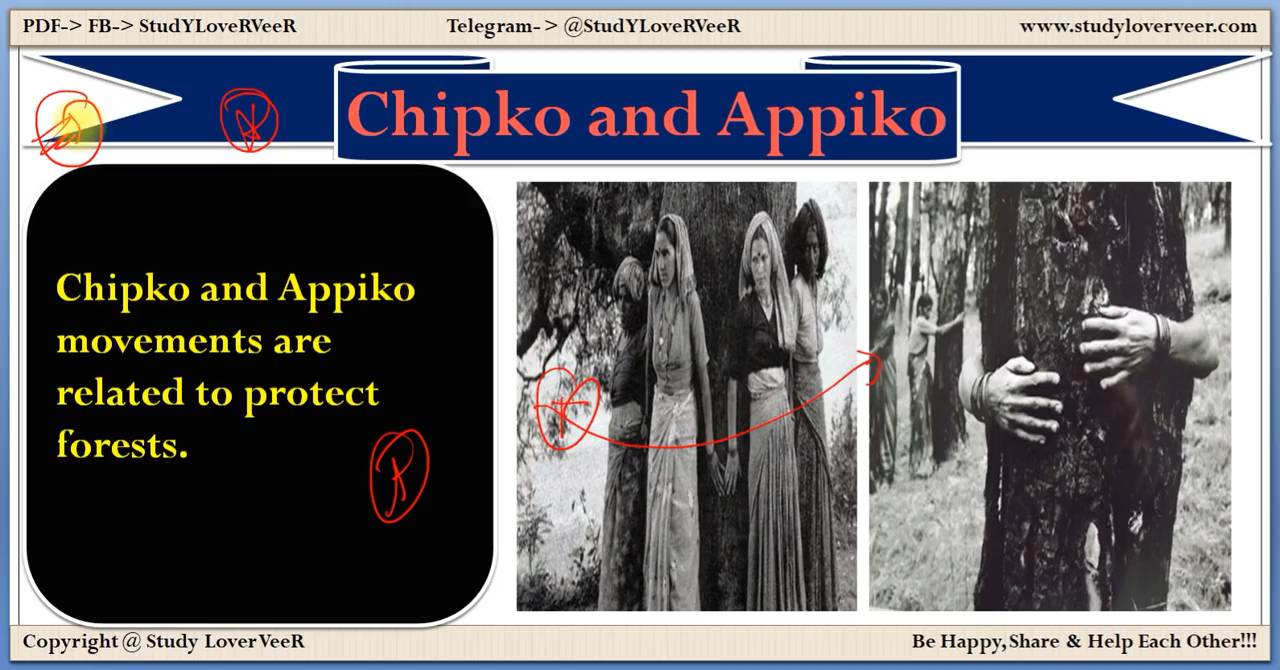 PDF-> FB-> StudYLoveRVeeR
Telegram-> @StudYLoveRVeeR
www.studyloverveer.com
Chipko and Appiko
Chipko and Appiko
movements are
related to protect
forests.
Copyright @ Study LoverVeeR
Be Happy,Share & Help Each Other!!!